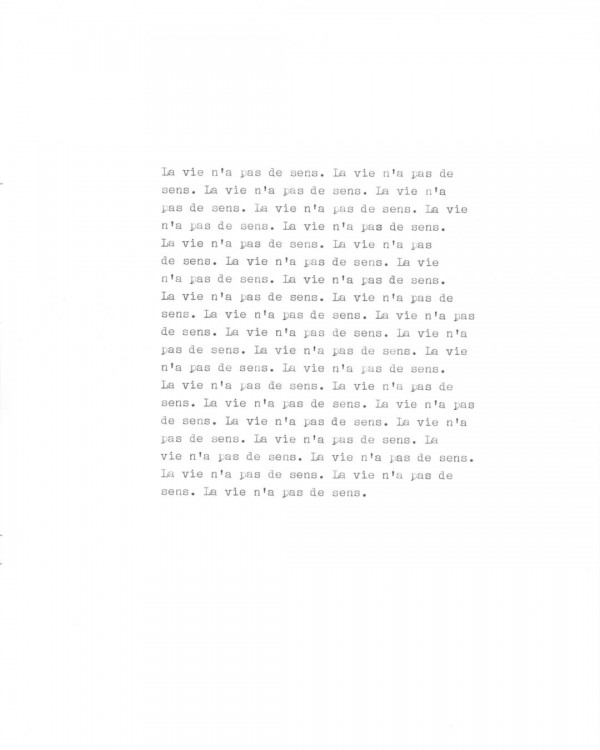 La vie n'a pas de sens. La vie n'a pas de
sens. La vie n'a pas de sens. La vie n'a
pas de sens. La vie n'a pas de sens. La vie
n'a pas de sens. La vie n'a pas de sens.
La vie n'a pas de sens. La vie n'a pas
de sens. La vie n'a pas de sens. La vie
n'a pas de sens. La vie n'a pas de sens.
La vie n'a pas de sens. La vie n'a pas de
sens. La vie n'a pas de sens. La vie n'a pas
de sens. La vie n'a pas de sens. La vie n'a
pas de sens. La vie n'a pas de sens. La vie
n'a pas de sens. La vie n'a pas de sens.
La vie n'a pas de sens. La vie n'a pas de
sens. La vie n'a pas de sens. La vie n'a pas
de sens. La vie n'a pas de sens. La vie n'a
pas de sens. La vie n'a pas de sens. La
vie n'a pas de sens. La vie n'a pas de sens.
La vie n'a pas de sens. La vie n'a pas de
sens. La vie n'a pas de sens.